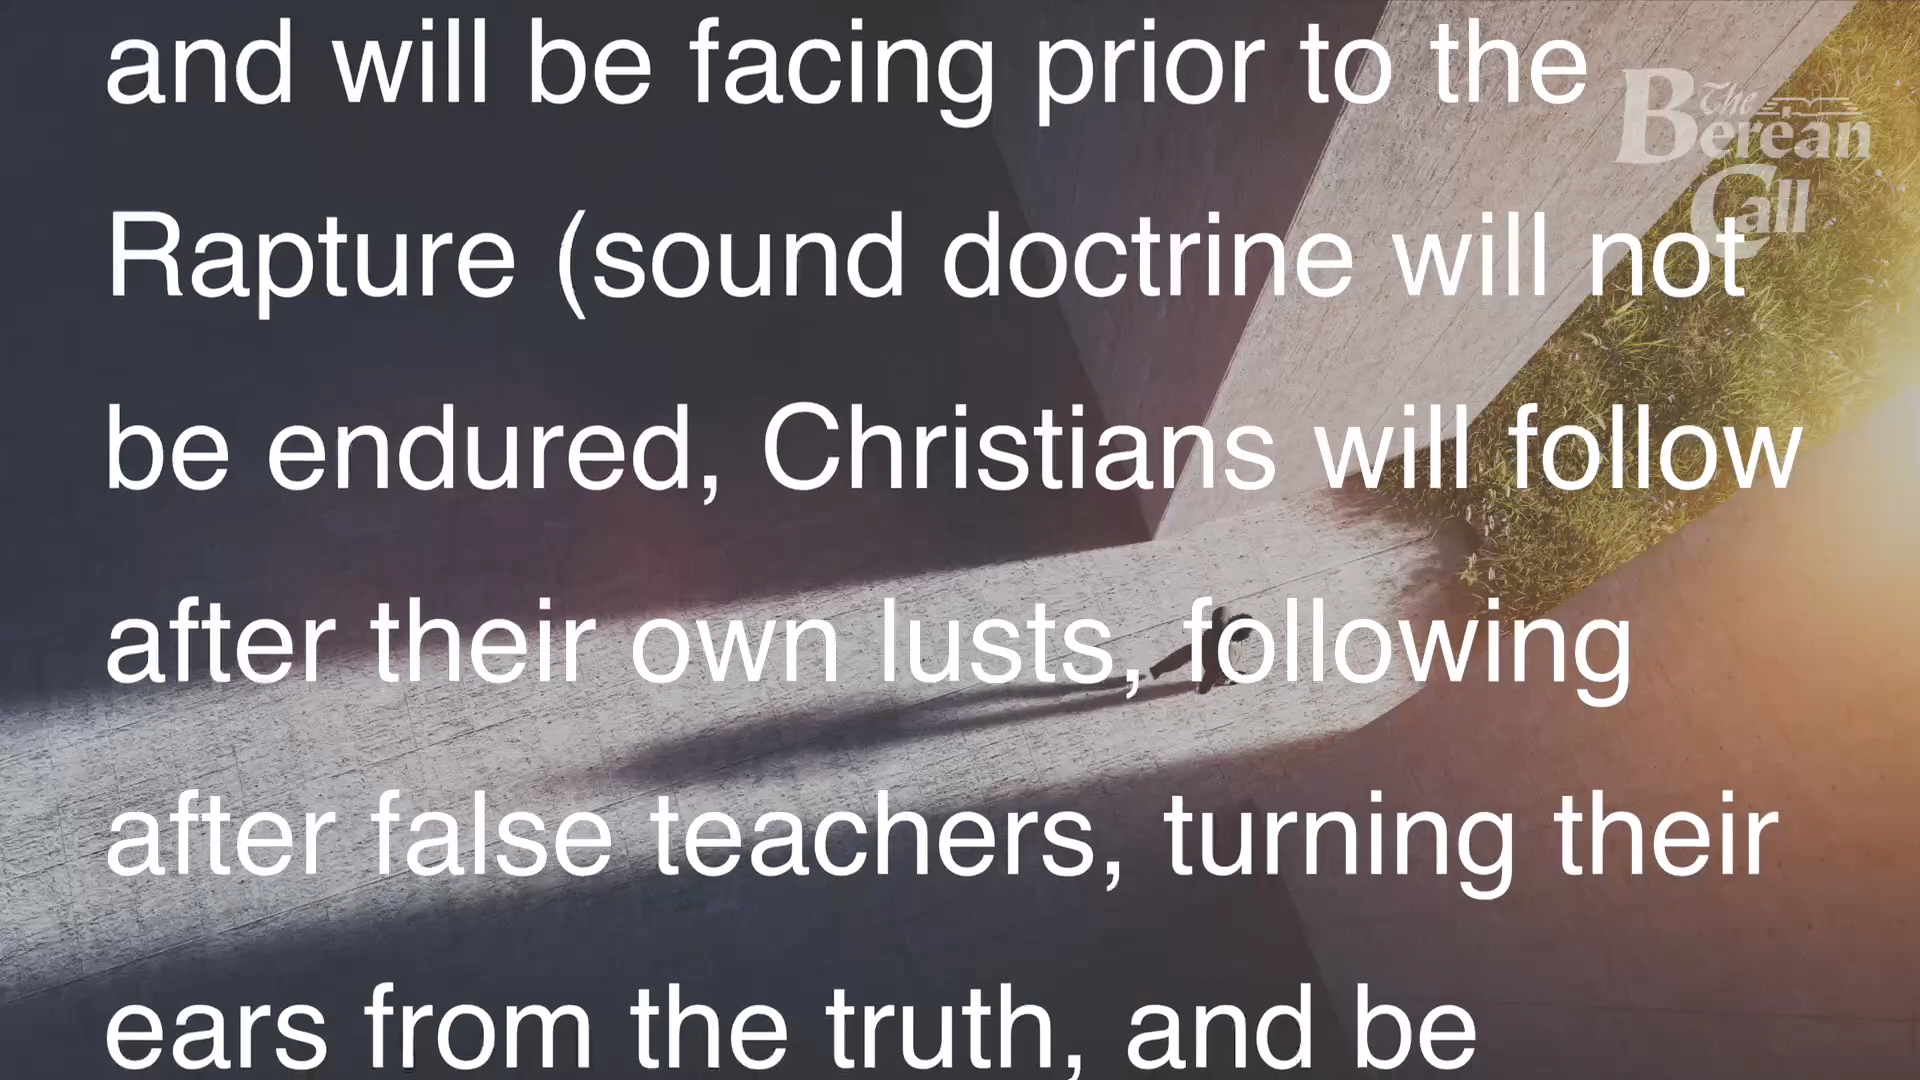 and will be facing prior to the
The
Berean
Call
Rapture (sound doctrine will not
be endured, Christians will follow
after their own lusts, following
after false teachers, turning their
ears from the truth, and be